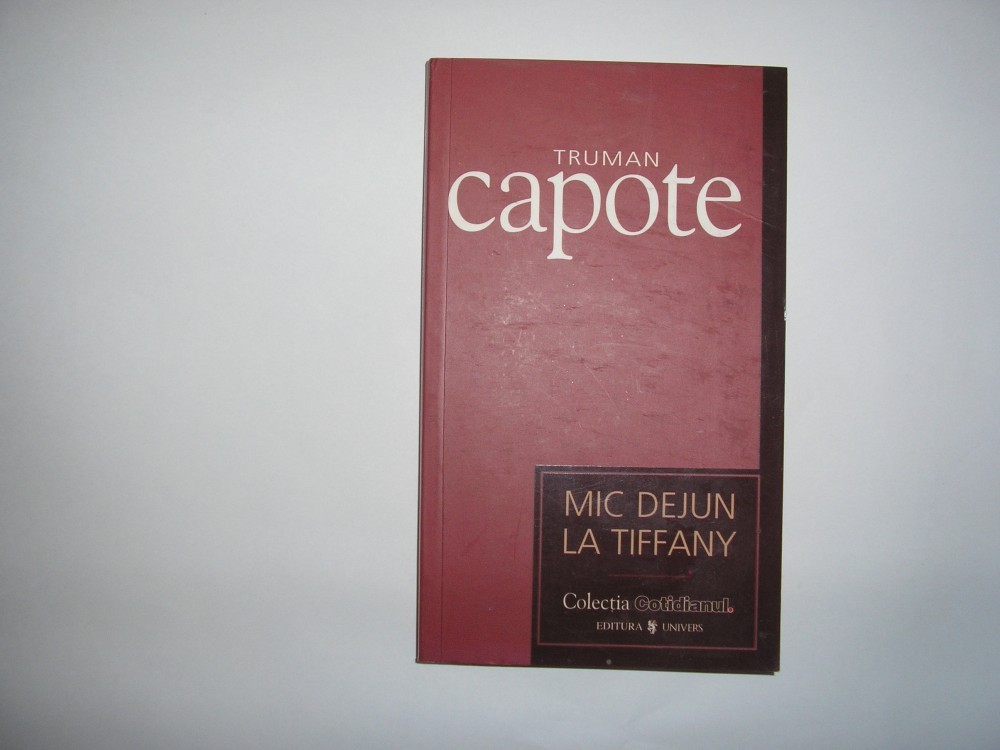 TRUMAN
capote
MIC DEJUN
LA TIFFANY
Colecția Cotidianul.
EDITURA UNIVERS